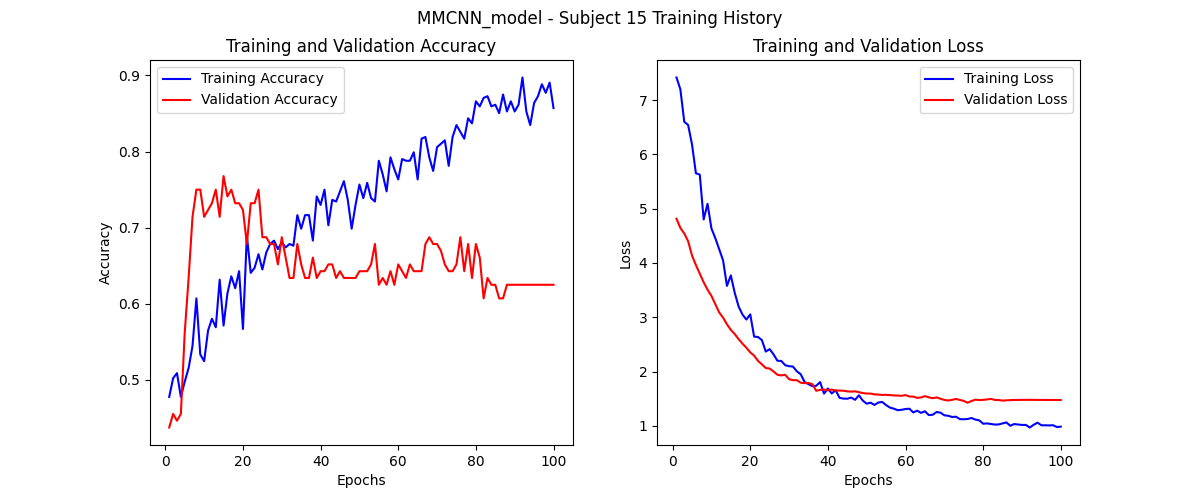 MMCNN_model - Subject 15 Training History
Training and Validation Accuracy
Training Accuracy
Validation Accuracy
Accuracy
0.9
0.8
0.7
0.6
0.5
0
20
40
60
80
100
Epochs
Training and Validation Loss
Training Loss
Validation Loss
Loss
7
6
5
4
3
2
1
0
20
40
60
80
100
Epochs